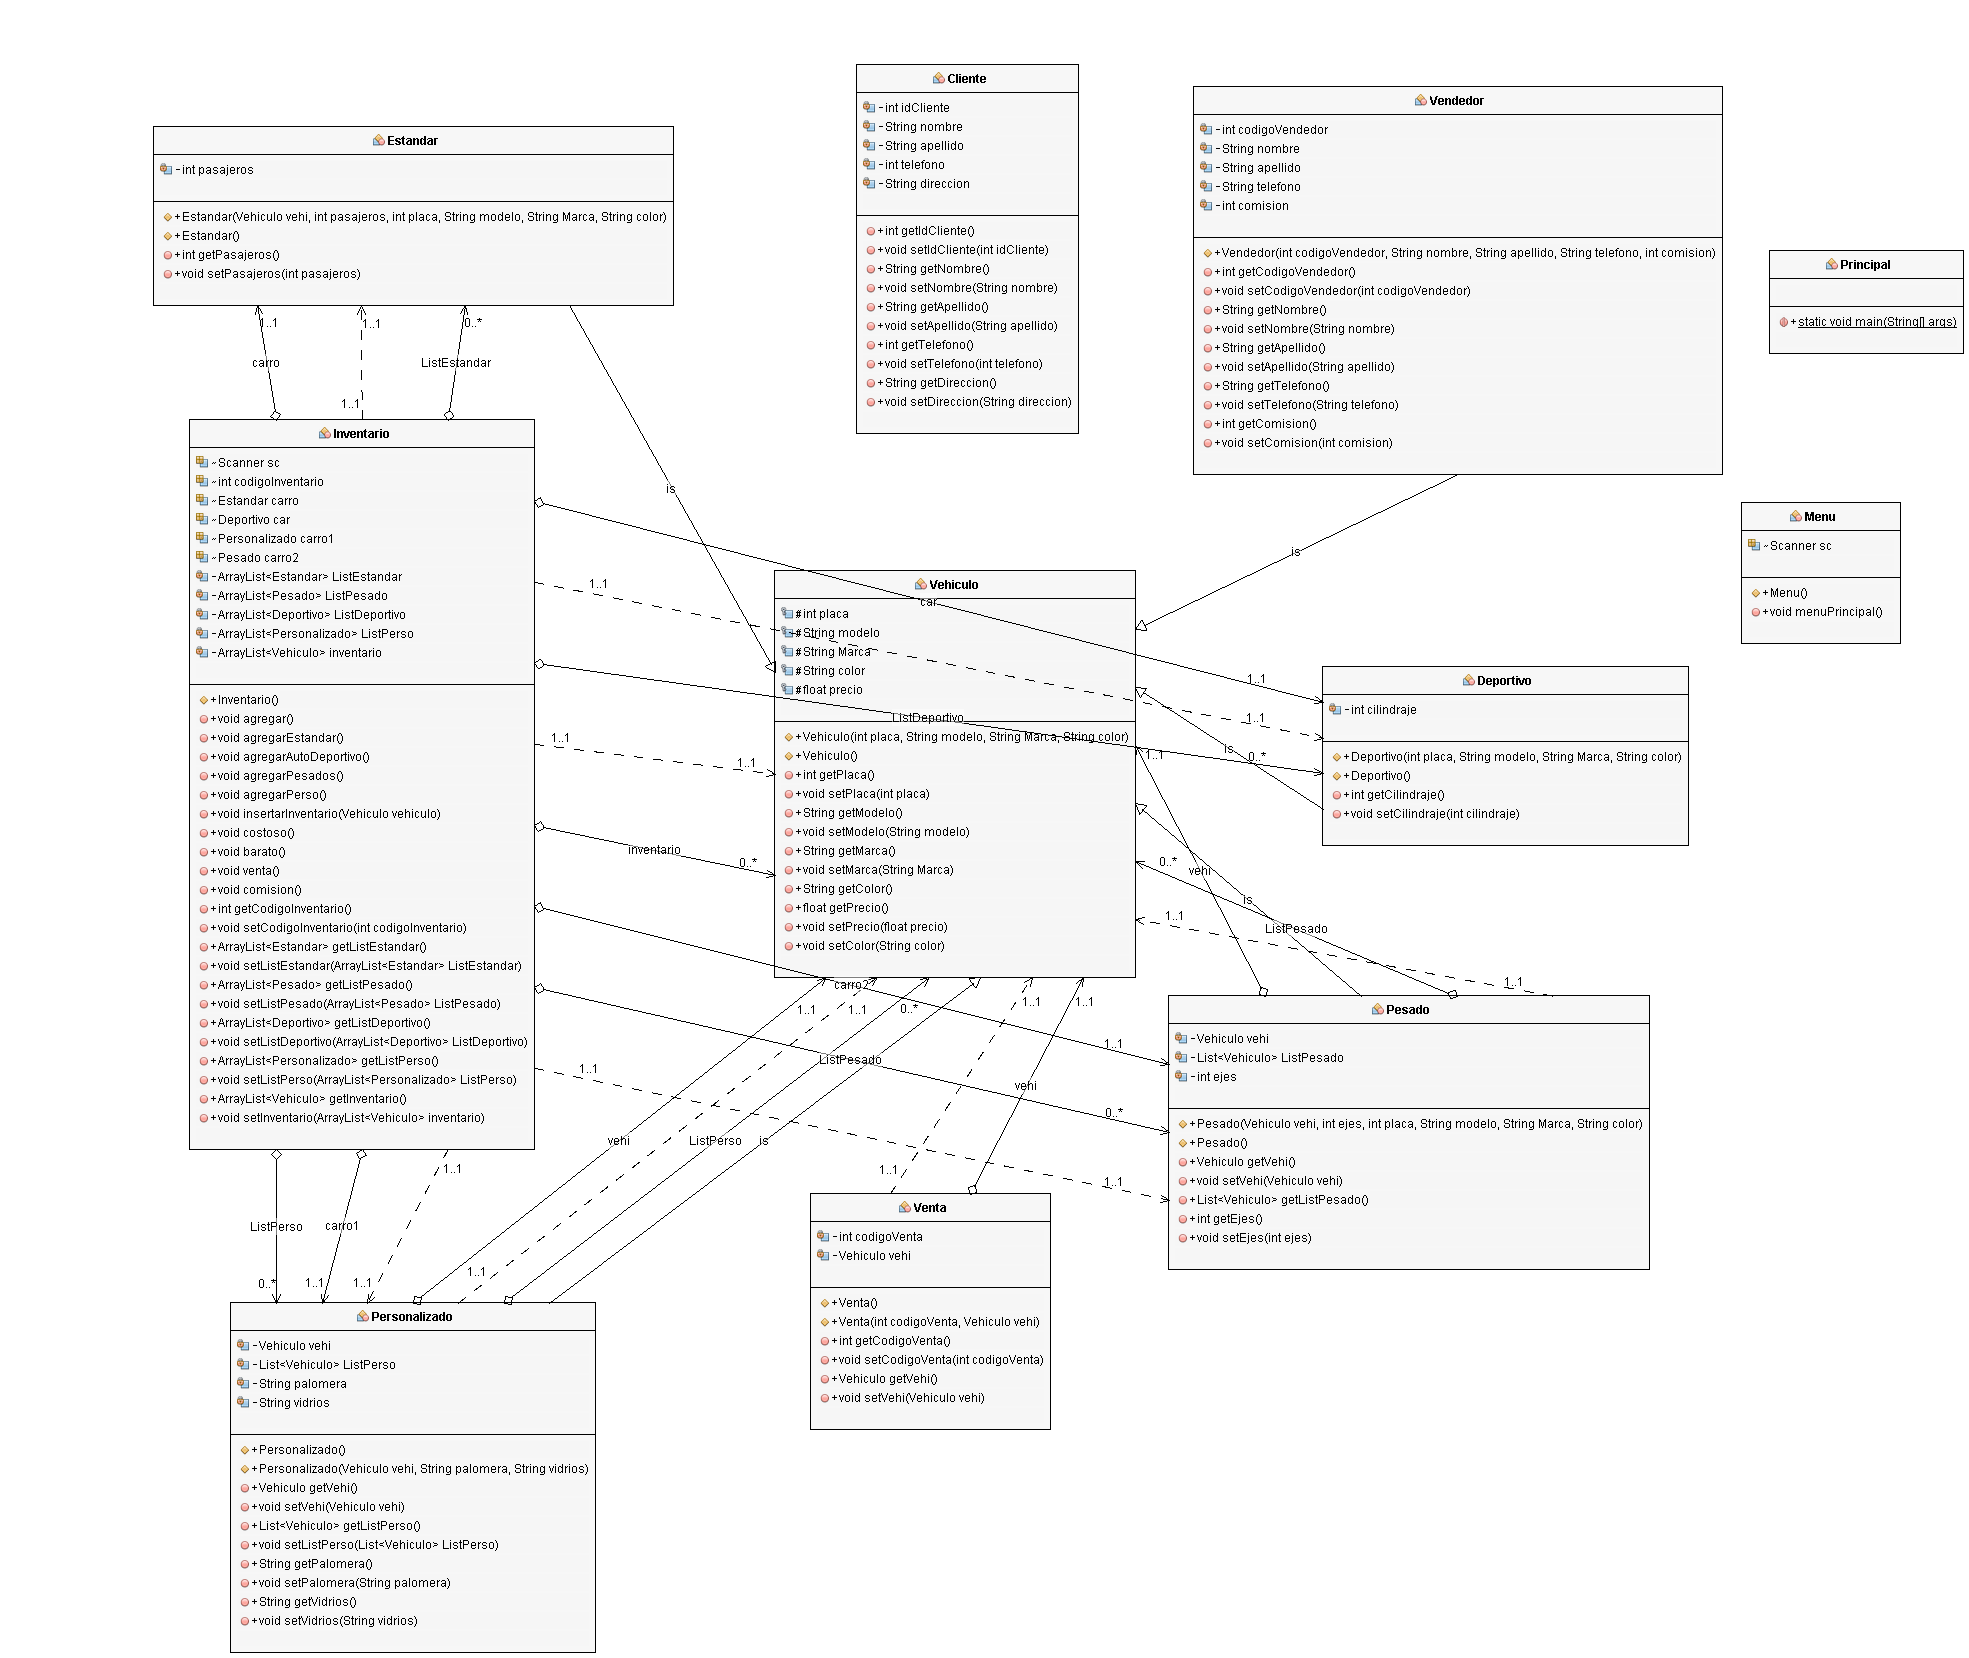 Cliente
-int idCliente
-String nombre
-String apellido
-int telefono
-String direccion
+int getIdCliente()
+void setIdCliente(int idCliente)
+String getNombre()
+void setNombre(String nombre)
+String getApellido()
+void setApellido(String apellido)
+int getTelefono()
+void setTelefono(int telefono)
+String getDireccion()
+void setDireccion(String direccion)
Vendedor
-int codigoVendedor
-String nombre
-String apellido
-String telefono
-int comision
+Vendedor(int codigoVendedor, String nombre, String apellido, String telefono, int comision)
+int getCodigoVendedor()
+void setCodigoVendedor(int codigoVendedor)
+String getNombre()
+void setNombre(String nombre)
+String getApellido()
+void setApellido(String apellido)
+String getTelefono()
+void setTelefono(String telefono)
+int getComision()
+void setComision(int comision)
Estandar
-int pasajeros
+Estandar(Vehiculo vehi, int pasajeros, int placa, String modelo, String Marca, String color)
+Estandar()
+int getPasajeros()
+void setPasajeros(int pasajeros)
Principal
+static void main(String[] args)
1..1
1..1
0..*
carro
ListEstandar
1..1
is
is
Inventario
~Scanner sc
~int codigoInventario
~Estandar carro
~Deportivo car
~Personalizado carro1
~Pesado carro2
-ArrayList<Estandar> ListEstandar
-ArrayList<Pesado> ListPesado
-ArrayList<Deportivo> ListDeportivo
-ArrayList<Personalizado> ListPerso
-ArrayList<Vehiculo> inventario
+Inventario()
+void agregar()
+void agregarEstandar()
+void agregarAutoDeportivo()
+void agregarPesados()
+void agregarPerso()
+void insertarInventario(Vehiculo vehiculo)
+void costoso()
+void barato()
+void venta()
+void comision()
+int getCodigoInventario()
+void setCodigoInventario(int codigoInventario)
+ArrayList<Estandar> getListEstandar()
+void setListEstandar(ArrayList<Estandar> ListEstandar)
+ArrayList<Pesado> getListPesado()
+void setListPesado(ArrayList<Pesado> ListPesado)
+ArrayList<Deportivo> getListDeportivo()
+void setListDeportivo(ArrayList<Deportivo> ListDeportivo)
+ArrayList<Personalizado> getListPerso()
+void setListPerso(ArrayList<Personalizado> ListPerso)
+ArrayList<Vehiculo> getInventario()
+void setInventario(ArrayList<Vehiculo> inventario)
Menu
~Scanner sc
+Menu()
+void menuPrincipal()
1..1
car
Vehiculo
#int placa
#String modelo
#String Marca
#String color
#float precio
ListDeportivo
+Vehiculo(int placa, String modelo, String Marca, String color)
+Vehiculo()
+int getPlaca()
+void setPlaca(int placa)
+String getModelo()
+void setModelo(String modelo)
+String getMarca()
+void setMarca(String Marca)
+String getColor()
+float getPrecio()
+void setPrecio(float precio)
+void setColor(String color)
1..1
1..1
is
1..1
0..*
Deportivo
-int cilindraje
+Deportivo(int placa, String modelo, String Marca, String color)
+Deportivo()
+int getCilindraje()
+void setCilindraje(int cilindraje)
1..1
1..1
inventario
0..*
0..*
vehi
is
1..1
ListPesado
1..1
carro2
1..1
1..1
0..*
1..1
1..1
1..1
ListPesado
1..1
vehi
0..*
1..1
Pesado
-Vehiculo vehi
-List<Vehiculo> ListPesado
-int ejes
+Pesado(Vehiculo vehi, int ejes, int placa, String modelo, String Marca, String color)
+Pesado()
+Vehiculo getVehi()
+void setVehi(Vehiculo vehi)
+List<Vehiculo> getListPesado()
+int getEjes()
+void setEjes(int ejes)
vehi
ListPerso
is
1..1
1..1
1..1
ListPerso
carro1
0..*
1..1
1..1
1..1
Venta
-int codigoVenta
-Vehiculo vehi
+Venta()
+Venta(int codigoVenta, Vehiculo vehi)
+int getCodigoVenta()
+void setCodigoVenta(int codigoVenta)
+Vehiculo getVehi()
+void setVehi(Vehiculo vehi)
Personalizado
-Vehiculo vehi
-List<Vehiculo> ListPerso
-String palomera
-String vidrios
+Personalizado()
+Personalizado(Vehiculo vehi, String palomera, String vidrios)
+Vehiculo getVehi()
+void setVehi(Vehiculo vehi)
+List<Vehiculo> getListPerso()
+void setListPerso(List<Vehiculo> ListPerso)
+String getPalomera()
+void setPalomera(String palomera)
+String getVidrios()
+void setVidrios(String vidrios)